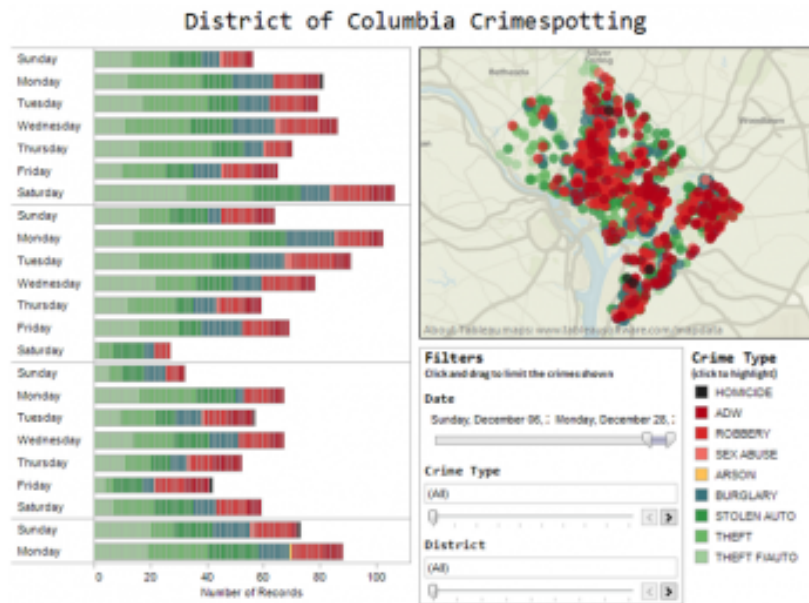 District of Columbia Crimespotting
Sunday
Monday
Tuesday
Wednesday
Thursday
Friday
Saturday
Sunday
Monday
Tuesday
Wednesday
Thursday
Friday
Saturday
Sunday
Monday
Tuesday
Wednesday
Thursday
Friday
Saturday
Sunday
Monday
0 20 40 60 80 100
Number of Records
Silver Spring
Bethesda
About Tableau maps: www.tableausoftware.com/mapdata
Filters
Click and drag to limit the crimes shown
Date
Sunday, December 06, Monday, December 28,
Crime Type
(All)
District
(All)
Crime Type
(click to highlight)
HOMICIDE
ADW
ROBBERY
SEX ABUSE
ARSON
BURGLARY
STOLEN AUTO
THEFT
THEFT F/AUTO